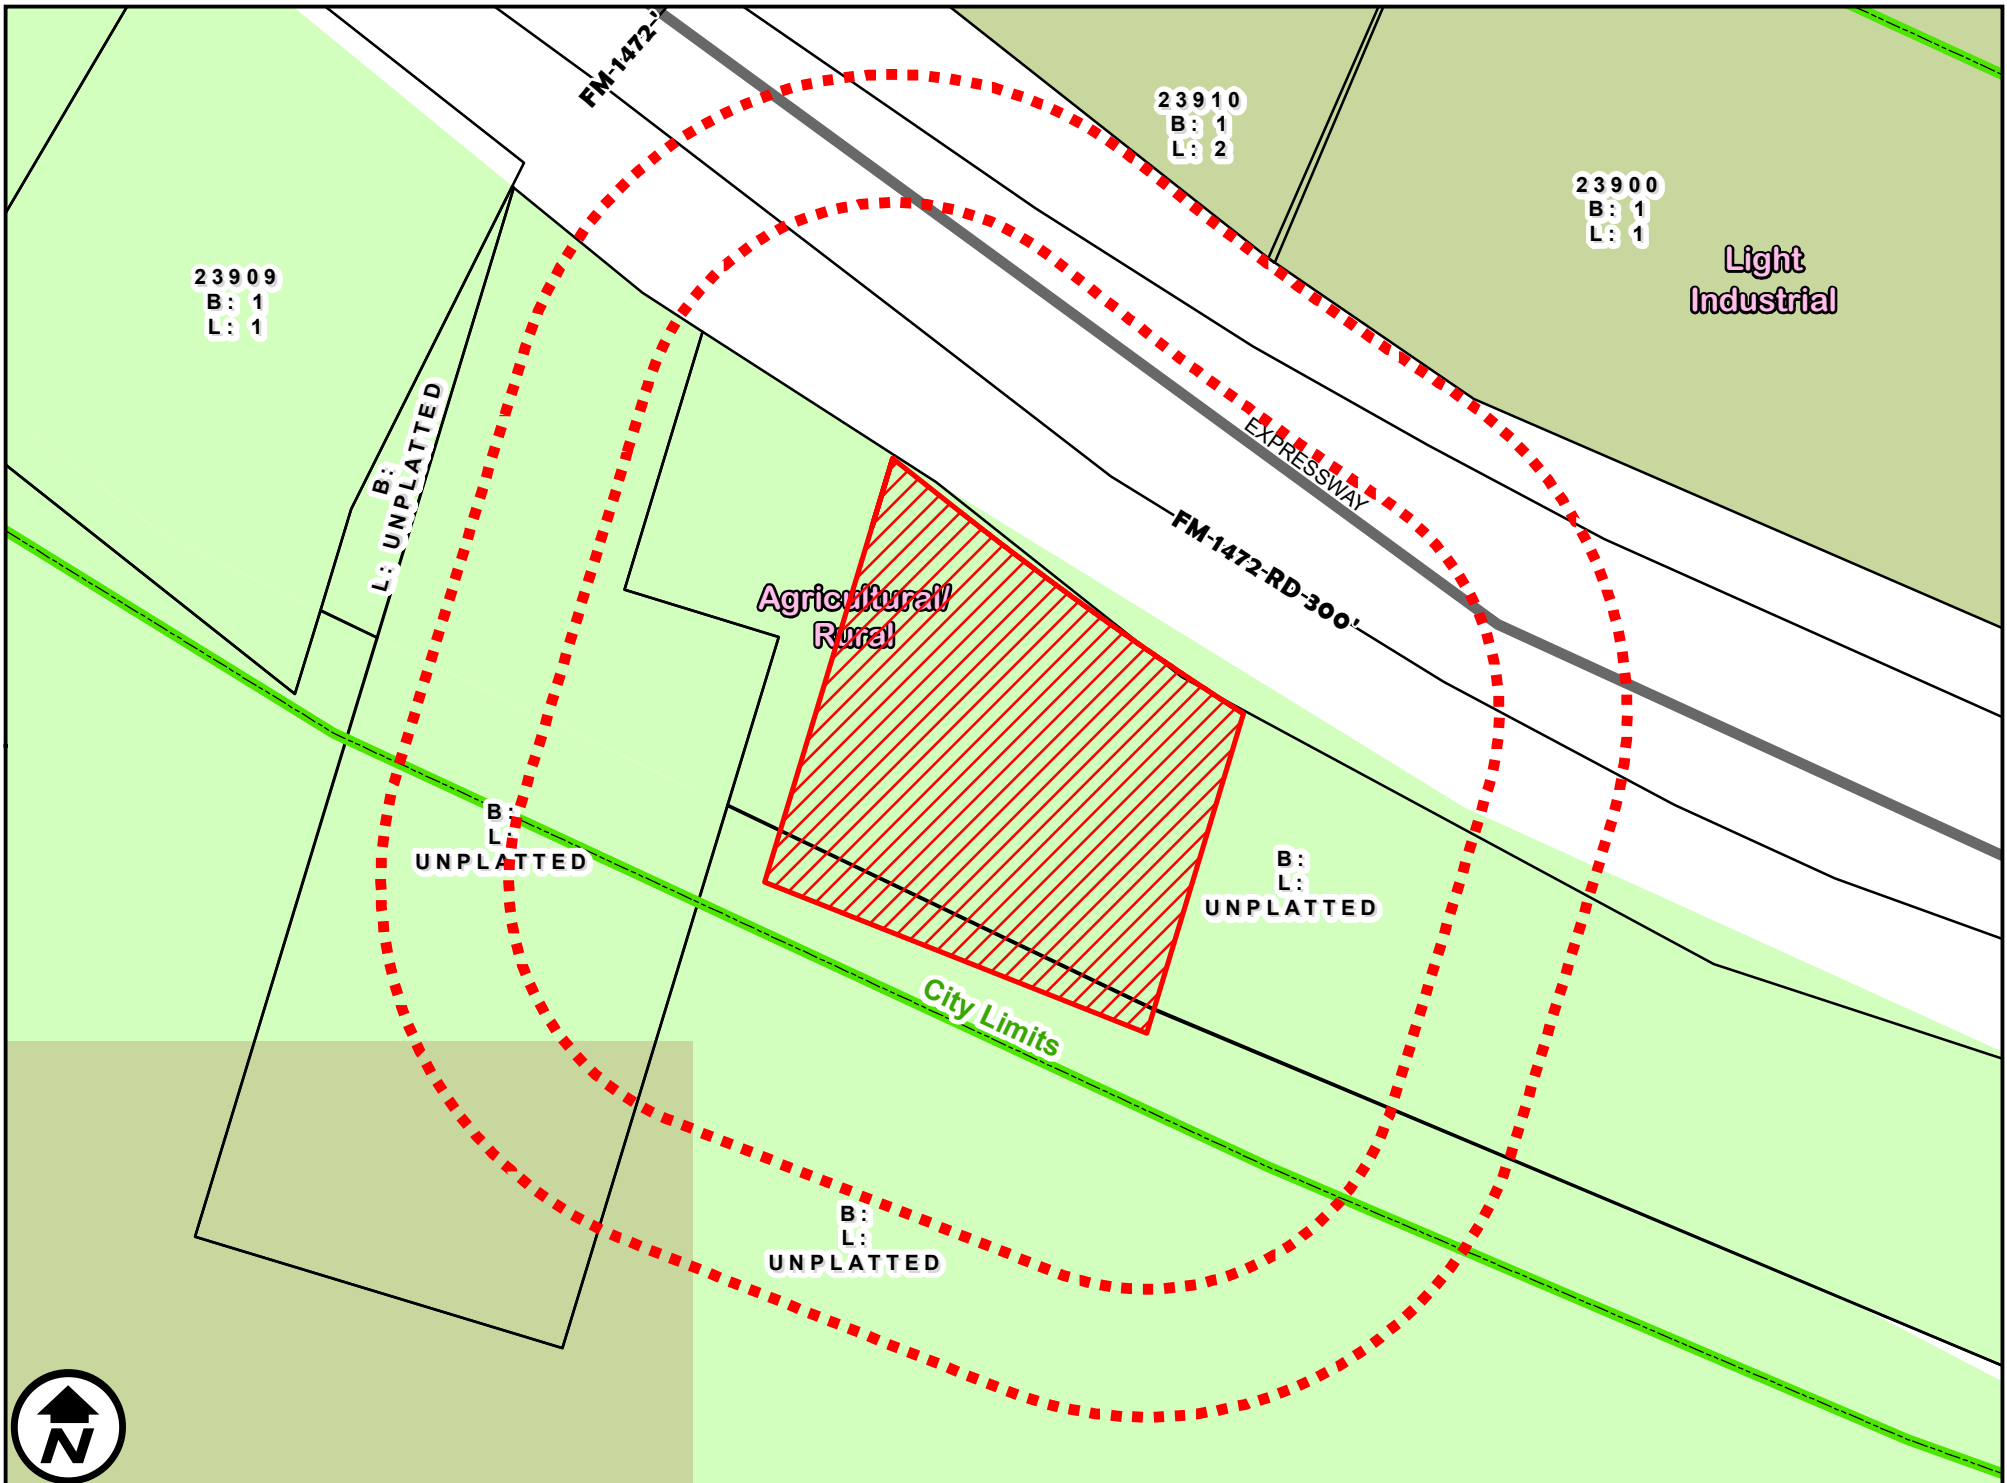 FM-1472-'
23910
B: 1
L: 2
23900
B: 1
L: 1
Light
Industrial
23909
B: 1
L: 1
B:
L: UNPLATTED
EXPRESSWAY
FM-1472-RD-300'
Agricultural/
Rural
B:
L:
UNPLATTED
B:
L:
UNPLATTED
City Limits
B:
L:
UNPLATTED
N